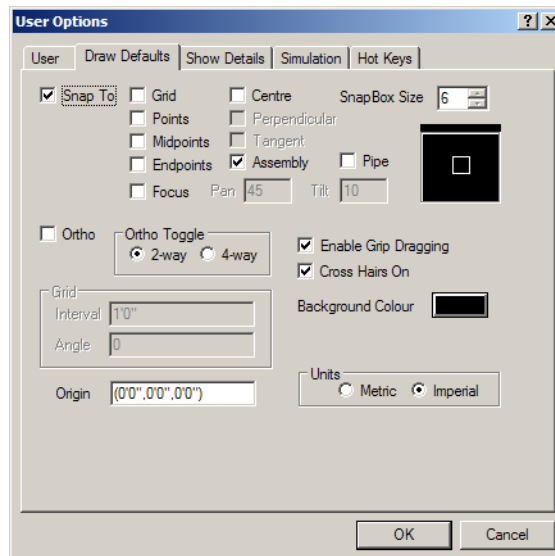 User Options
User Draw Defaults Show Details Simulation Hot Keys
Snap To Grid Centre SnapBox Size 6
Points Perpendicular
Midpoints Tangent
Endpoints Assembly Pipe
Focus Pan 45 Tilt 10
Ortho Ortho Toggle
2-way 4-way
Enable Grip Dragging
Cross Hairs On
Grid
Interval 1'0"
Background Colour
Angle 0
Origin (0'0",0'0",0'0")
Units
Metric Imperial
OK Cancel